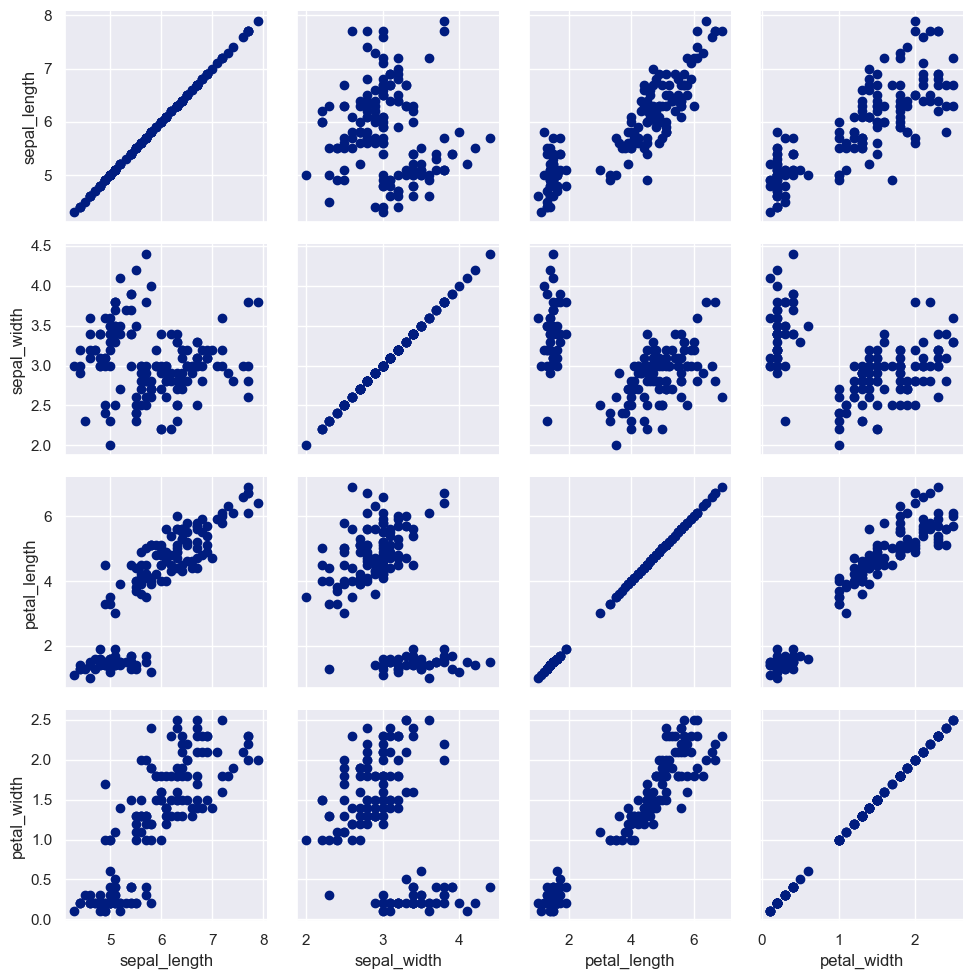 8
7
6
5
sepal_length
4.5
4.0
3.5
3.0
2.5
2.0
sepal_width
6
4
2
petal_length
2.5
2.0
1.5
1.0
0.5
0.0
petal_width
5 6 7 8
sepal_length
2 3 4
sepal_width
2 4 6
petal_length
0 1 2
petal_width